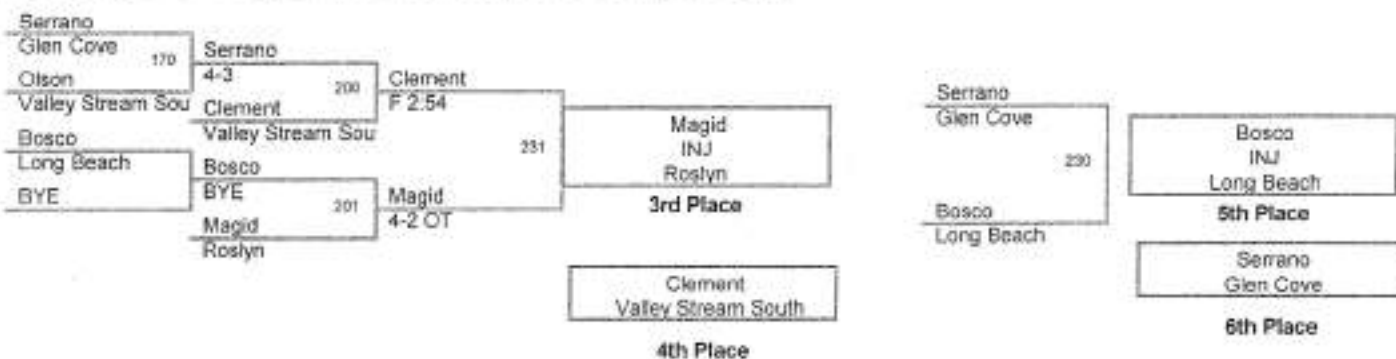 Serrano
Glen Cove
170
Olson
Valley Stream Sou
Bosco
Long Beach
BYE
Serrano
4-3
200
Clement
Valley Stream Sou
Bosco
BYE
201
Magid
Roslyn
Clement
F 2.54
231
Magid
4-2 OT
Magid
INJ
Roslyn
3rd Place
Clement
Valley Stream South
4th Place
Serrano
Glen Cove
230
Bosco
Long Beach
Bosco
INJ
Long Beach
5th Place
Serrano
Glen Cove
6th Place